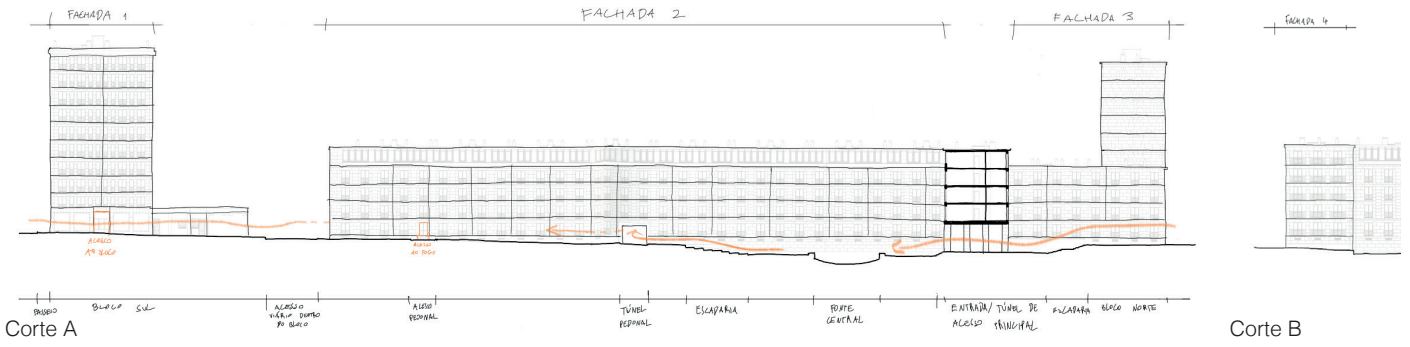 FACHADA 1
FACHADA 2
FACHADA 3
FACHADA 4
ACESSO
AO BLOCO
ACESSO
AO FOGO
PASSEIO
BLOCO SUL
ACESSO
VIÁRIO DENTRO
DO BLOCO
ACESSO
PEDONAL
TÚNEL
PEDONAL
ESCADARIA
FONTE
CENTRAL
ENTRADA/TÚNEL DE
ACESSO PRINCIPAL
ESCADARIA
BLOCO NORTE
Corte A
Corte B